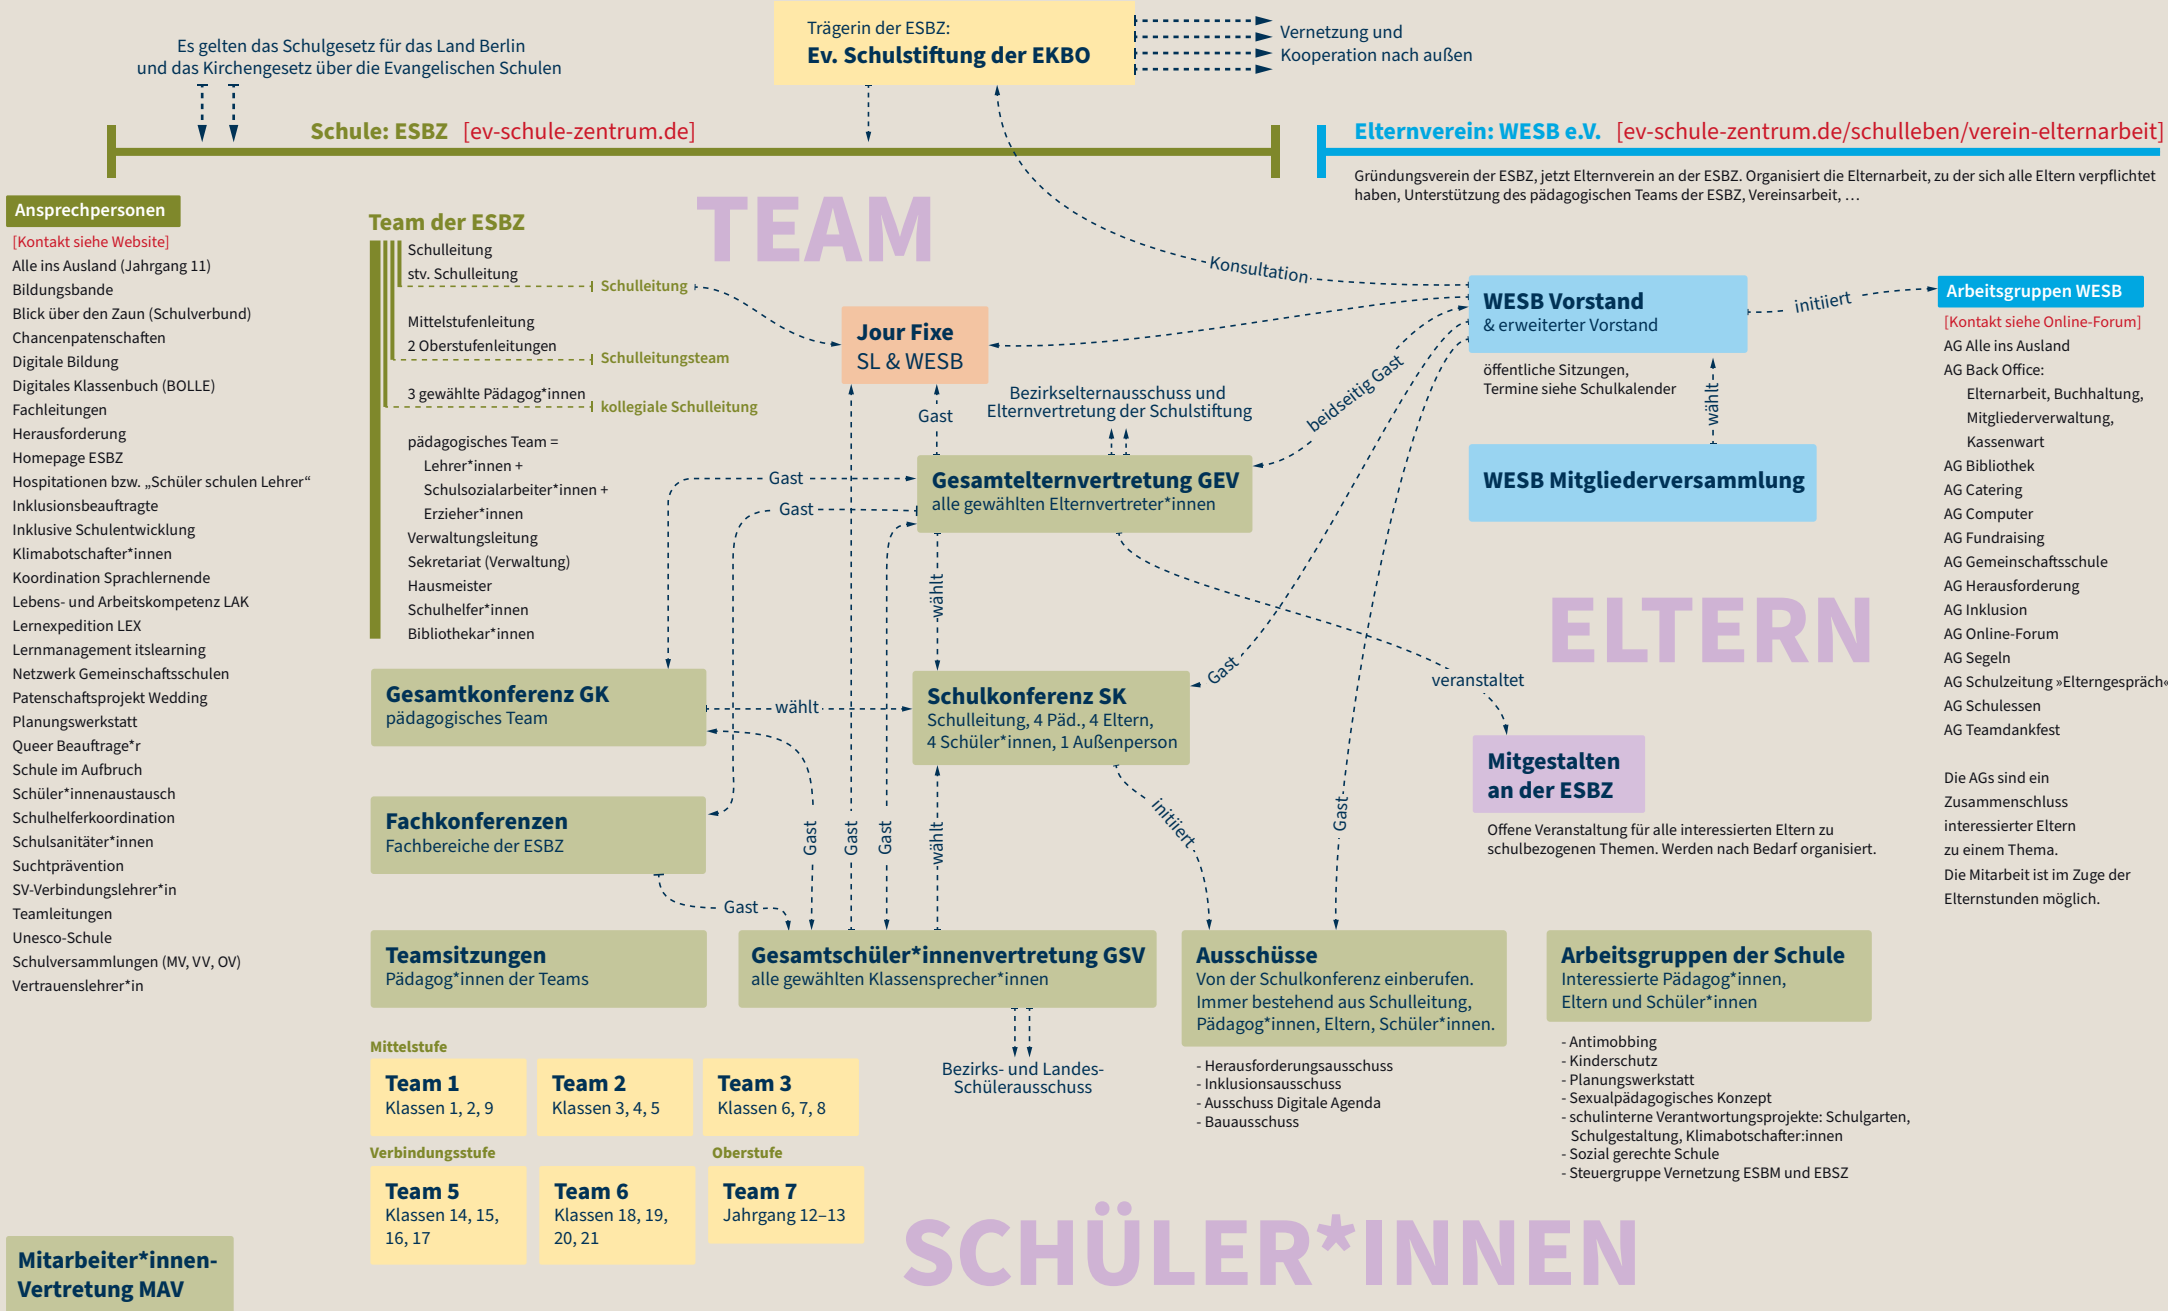 Es gelten das Schulgesetz für das Land Berlin
und das Kirchengesetz über die Evangelischen Schulen
Trägerin der ESBZ:
Ev. Schulstiftung der EKBO
Vernetzung und
Kooperation nach außen
Schule: ESBZ [ev-schule-zentrum.de]
Elternverein: WESB e.V. [ev-schule-zentrum.de/schulleben/verein-elternarbeit]
Gründungsverein der ESBZ, jetzt Elternverein an der ESBZ. Organisiert die Elternarbeit, zu der sich alle Eltern verpflichtet
haben, Unterstützung des pädagogischen Teams der ESBZ, Vereinsarbeit, …
Ansprechpersonen
[Kontakt siehe Website]
Alle ins Ausland (Jahrgang 11)
Bildungsbande
Blick über den Zaun (Schulverbund)
Chancenpatenschaften
Digitale Bildung
Digitales Klassenbuch (BOLLE)
Fachleitungen
Herausforderung
Homepage ESBZ
Hospitationen bzw. „Schüler schulen Lehrer“
Inklusionsbeauftragte
Inklusive Schulentwicklung
Klimabotschafter*innen
Koordination Sprachlernende
Lebens- und Arbeitskompetenz LAK
Lernexpedition LEX
Lernmanagement itslearning
Netzwerk Gemeinschaftsschulen
Patenschaftsprojekt Wedding
Planungswerkstatt
Queer Beauftrage*r
Schule im Aufbruch
Schüler*innenaustausch
Schulhelferkoordination
Schulsanitäter*innen
Suchtprävention
SV-Verbindungslehrer*in
Teamleitungen
Unesco-Schule
Schulversammlungen (MV, VV, OV)
Vertrauenslehrer*in
Mitarbeiter*innen-
Vertretung MAV
Team der ESBZ
Schulleitung
stv. Schulleitung
Schulleitung
Mittelstufenleitung
2 Oberstufenleitungen
Schulleitungsteam
3 gewählte Pädagog*innen
kollegiale Schulleitung
pädagogisches Team =
Lehrer*innen +
Schulsozialarbeiter*innen +
Erzieher*innen
Verwaltungsleitung
Sekretariat (Verwaltung)
Hausmeister
Schulhelfer*innen
Bibliothekar*innen
TEAM
Jour Fixe
SL & WESB
Konsultation
Gast
Bezirkselternausschuss und
Elternvertretung der Schulstiftung
beidseitig Gast
WESB Vorstand
& erweiterter Vorstand
öffentliche Sitzungen,
Termine siehe Schulkalender
wählt
initiiert
WESB Mitgliederversammlung
Gast
Gast
Gesamtelternvertretung GEV
alle gewählten Elternvertreter*innen
wählt
ELTERN
Gesamtkonferenz GK
pädagogisches Team
wählt
Schulkonferenz SK
Schulleitung, 4 Päd., 4 Eltern,
4 Schüler*innen, 1 Außenperson
Gast
veranstaltet
Mitgestalten
an der ESBZ
Offene Veranstaltung für alle interessierten Eltern zu
schulbezogenen Themen. Werden nach Bedarf organisiert.
Fachkonferenzen
Fachbereiche der ESBZ
Gast
Gast
Gast
Gast
wählt
initiiert
Gast
Teamsitzungen
Pädagog*innen der Teams
Gesamtschüler*innenvertretung GSV
alle gewählten Klassensprecher*innen
Bezirks- und Landes-
Schülerausschuss
Ausschüsse
Von der Schulkonferenz einberufen.
Immer bestehend aus Schulleitung,
Pädagog*innen, Eltern, Schüler*innen.
- Herausforderungsausschuss
- Inklusionsausschuss
- Ausschuss Digitale Agenda
- Bauausschuss
Arbeitsgruppen der Schule
Interessierte Pädagog*innen,
Eltern und Schüler*innen
- Antimobbing
- Kinderschutz
- Planungswerkstatt
- Sexualpädagogisches Konzept
- schulinterne Verantwortungsprojekte: Schulgarten,
Schulgestaltung, Klimabotschafter:innen
- Sozial gerechte Schule
- Steuergruppe Vernetzung ESBM und EBSZ
Mittelstufe
Team 1
Klassen 1, 2, 9
Team 2
Klassen 3, 4, 5
Team 3
Klassen 6, 7, 8
Verbindungsstufe
Team 5
Klassen 14, 15,
16, 17
Team 6
Klassen 18, 19,
20, 21
Oberstufe
Team 7
Jahrgang 12–13
SCHÜLER*INNEN
Arbeitsgruppen WESB
[Kontakt siehe Online-Forum]
AG Alle ins Ausland
AG Back Office:
Elternarbeit, Buchhaltung,
Mitgliederverwaltung,
Kassenwart
AG Bibliothek
AG Catering
AG Computer
AG Fundraising
AG Gemeinschaftsschule
AG Herausforderung
AG Inklusion
AG Online-Forum
AG Segeln
AG Schulzeitung »Elterngespräch«
AG Schulessen
AG Teamdankfest
Die AGs sind ein
Zusammenschluss
interessierter Eltern
zu einem Thema.
Die Mitarbeit ist im Zuge der
Elternstunden möglich.